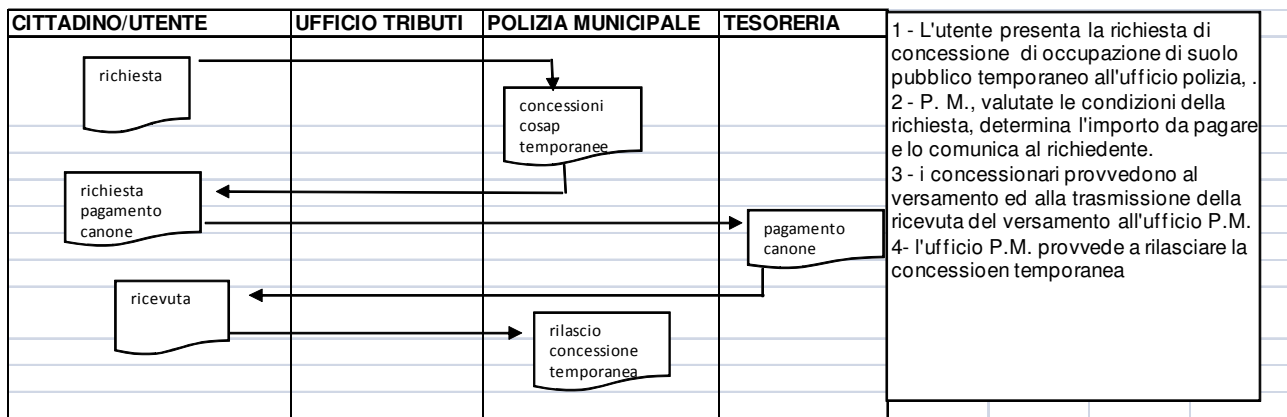 CITTADINO/UTENTE UFFICIO TRIBUTI POLIZIA MUNICIPALE TESORERIA
richiesta
concessioni
cosap
temporanee
richiesta
pagamento
canone
pagamento
canone
ricevuta
rilascio
concessione
temporanea
1 - L'utente presenta la richiesta di
concessione di occupazione di suolo
pubblico temporaneo all'ufficio polizia, .
2 - P. M., valutate le condizioni della
richiesta, determina l'importo da pagare
e lo comunica al richiedente.
3 - i concessionari provvedono al
versamento ed alla trasmissione della
ricevuta del versamento all'ufficio P.M.
4- l'ufficio P.M. provvede a rilasciare la
concessioen temporanea